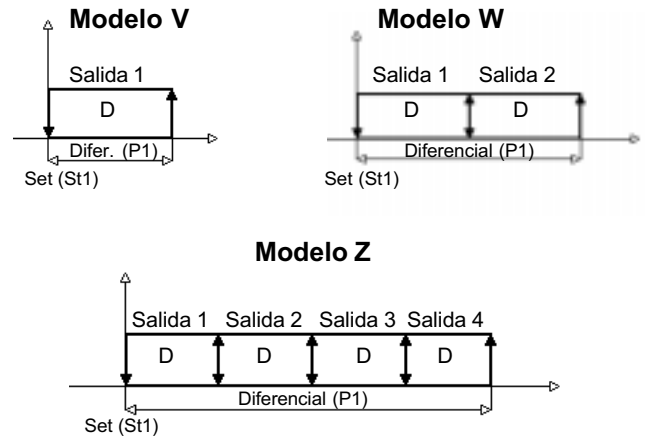 Modelo V
Salida 1
D
Difer. (P1)
Set (St1)
Modelo W
Salida 1 Salida 2
D D
Diferencial (P1)
Set (St1)
Modelo Z
Salida 1 Salida 2 Salida 3 Salida 4
D D D D
Diferencial (P1)
Set (St1)